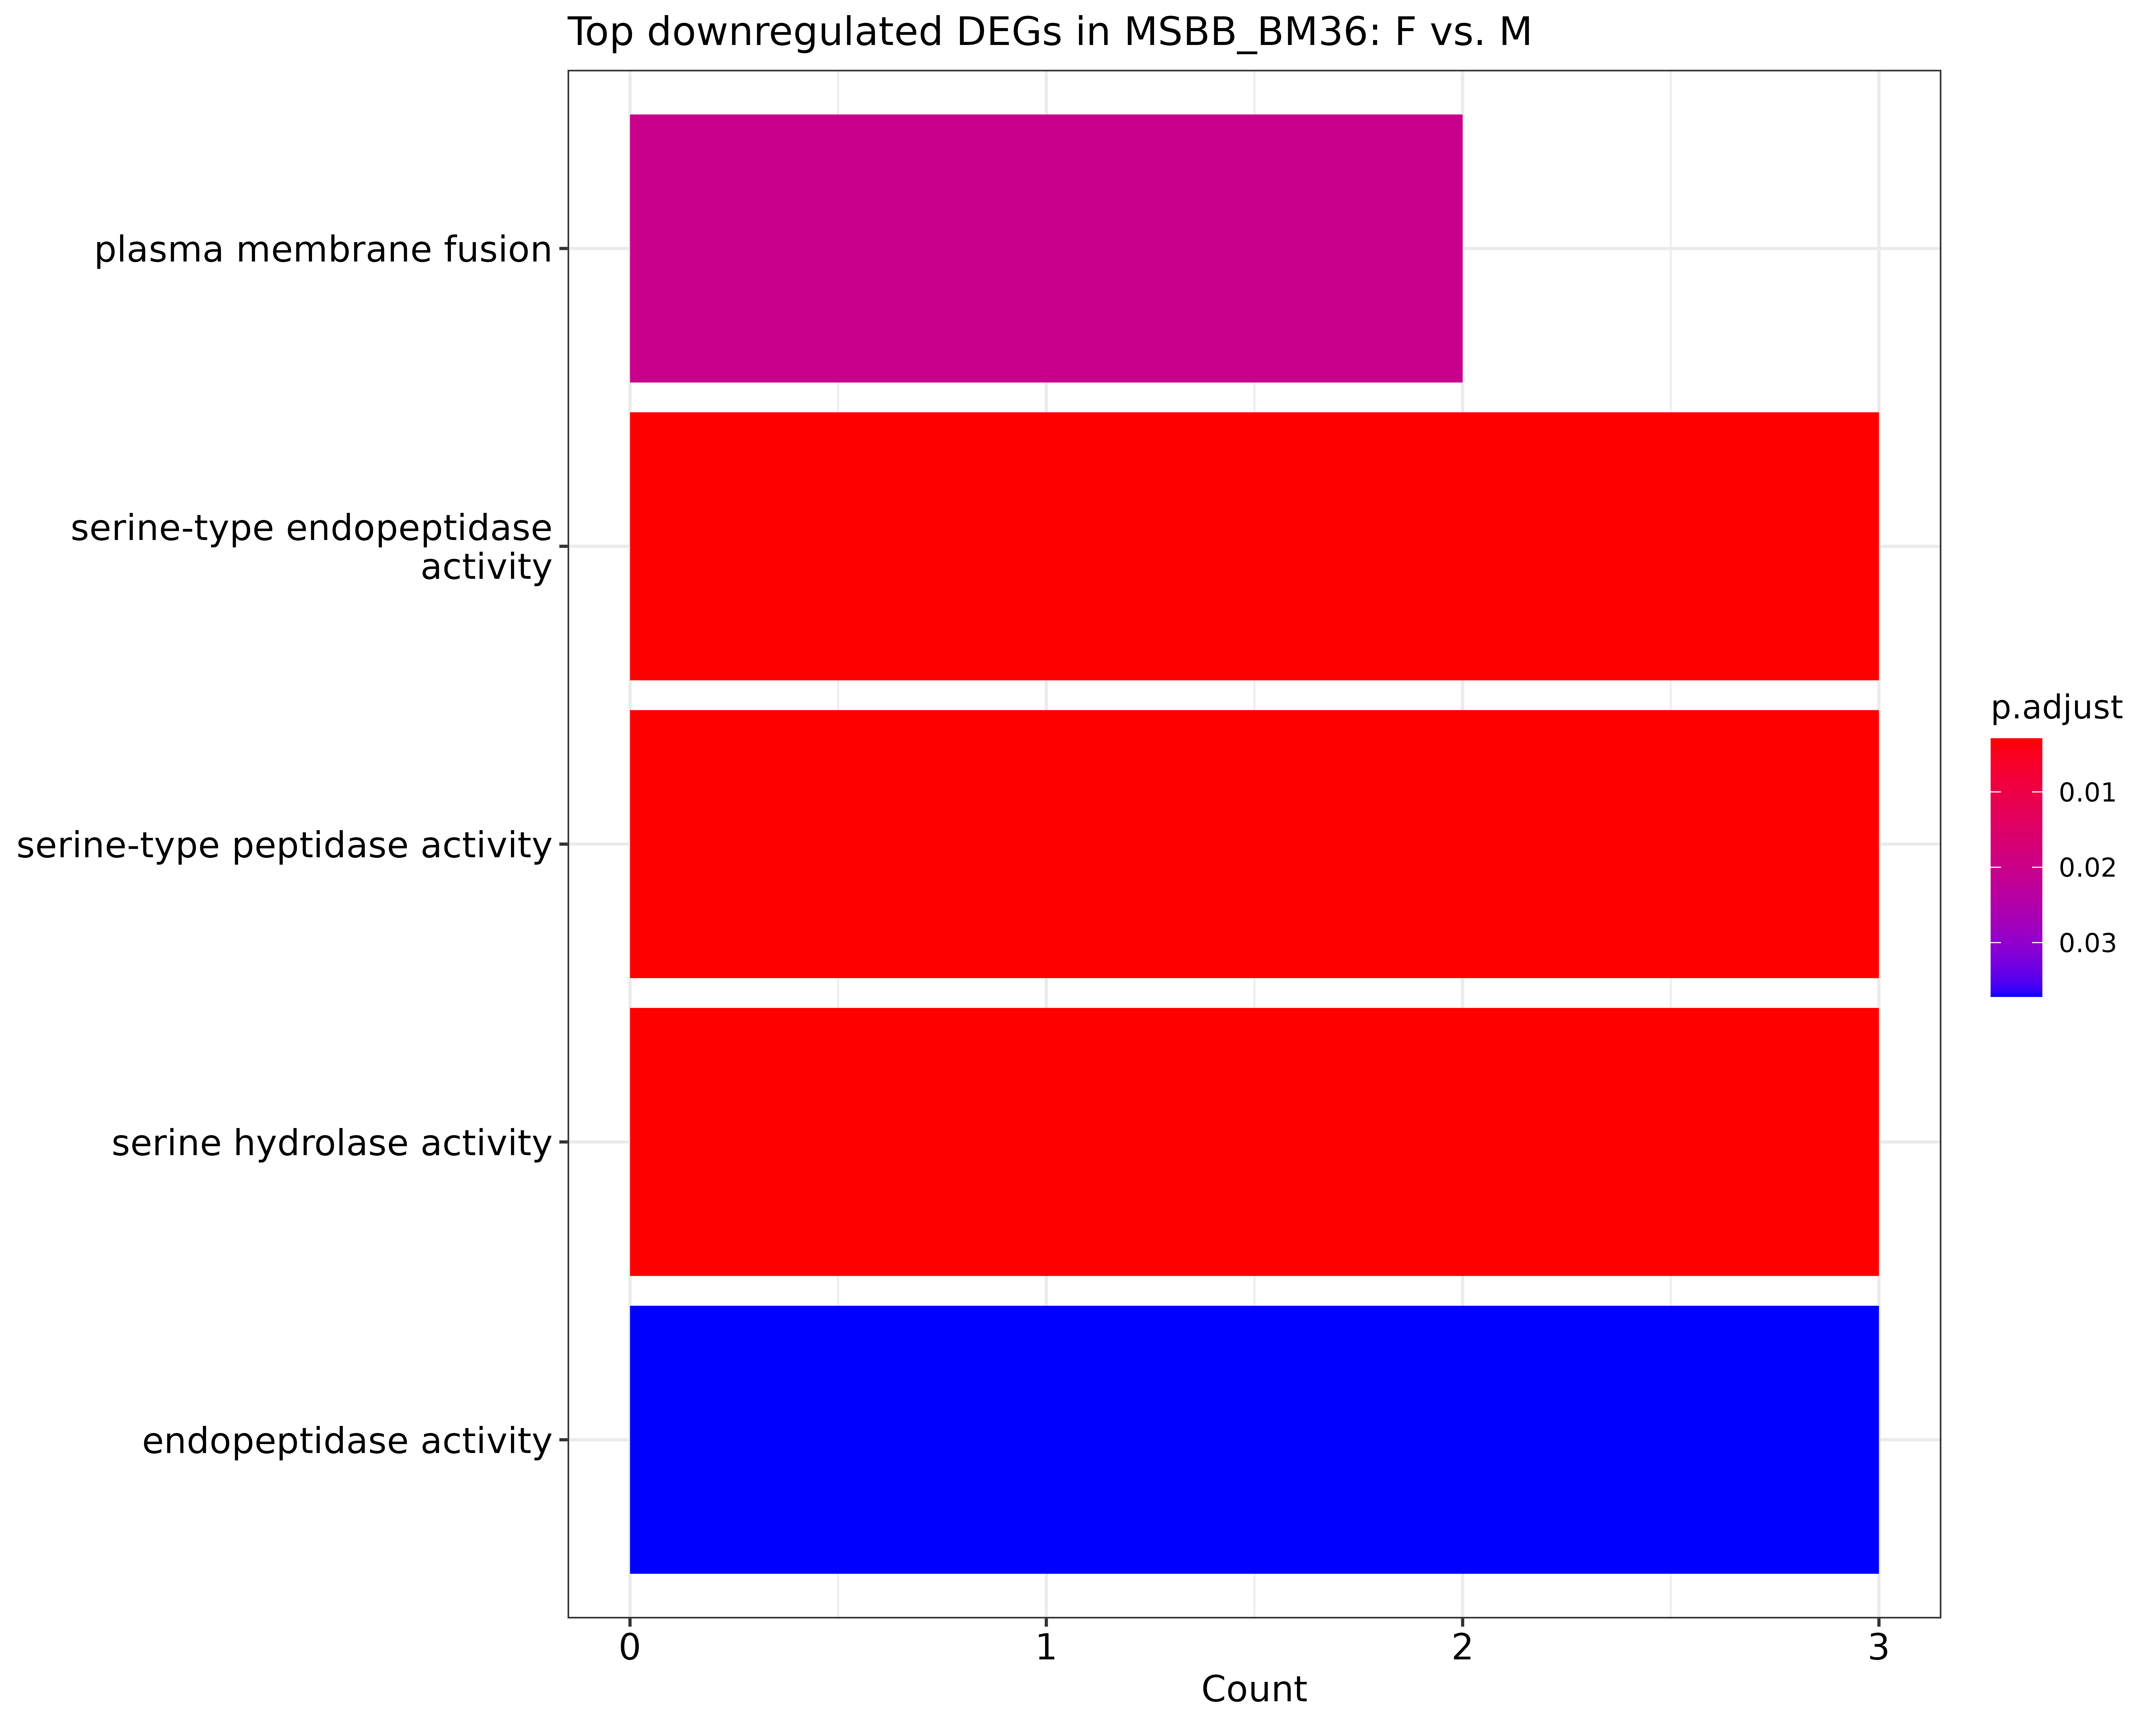 Top downregulated DEGs in MSBB_BM36: F vs. M
plasma membrane fusion
serine-type endopeptidase
activity
serine-type peptidase activity
serine hydrolase activity
endopeptidase activity
0
1
2
3
Count
p.adjust
0.01
0.02
0.03